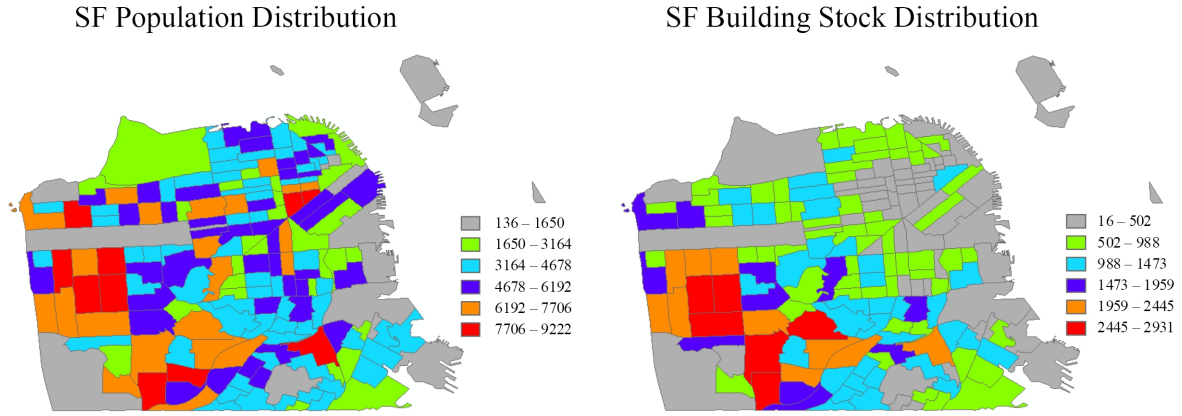 SF Population Distribution
136 – 1650
1650 – 3164
3164 – 4678
4678 – 6192
6192 – 7706
7706 – 9222
SF Building Stock Distribution
16 – 502
502 – 988
988 – 1473
1473 – 1959
1959 – 2445
2445 – 2931